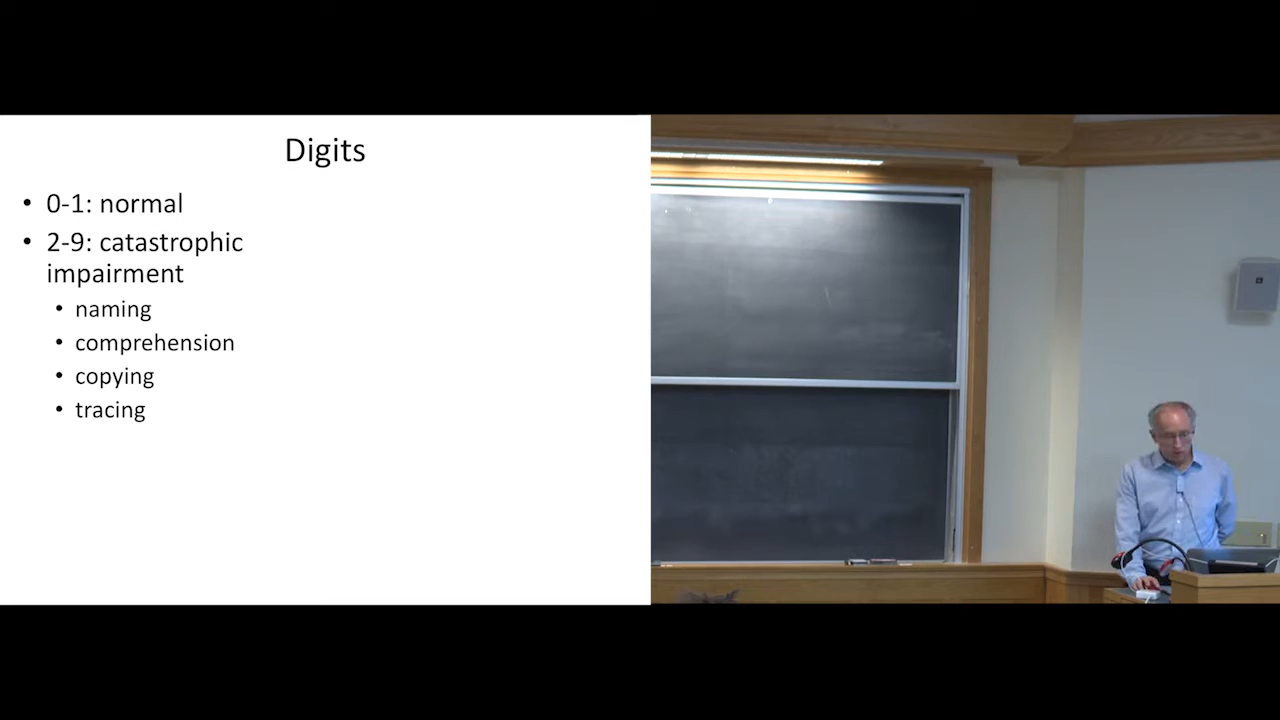 Digits
• 0-1: normal
• 2-9: catastrophic
impairment
• naming
• comprehension
• copying
• tracing